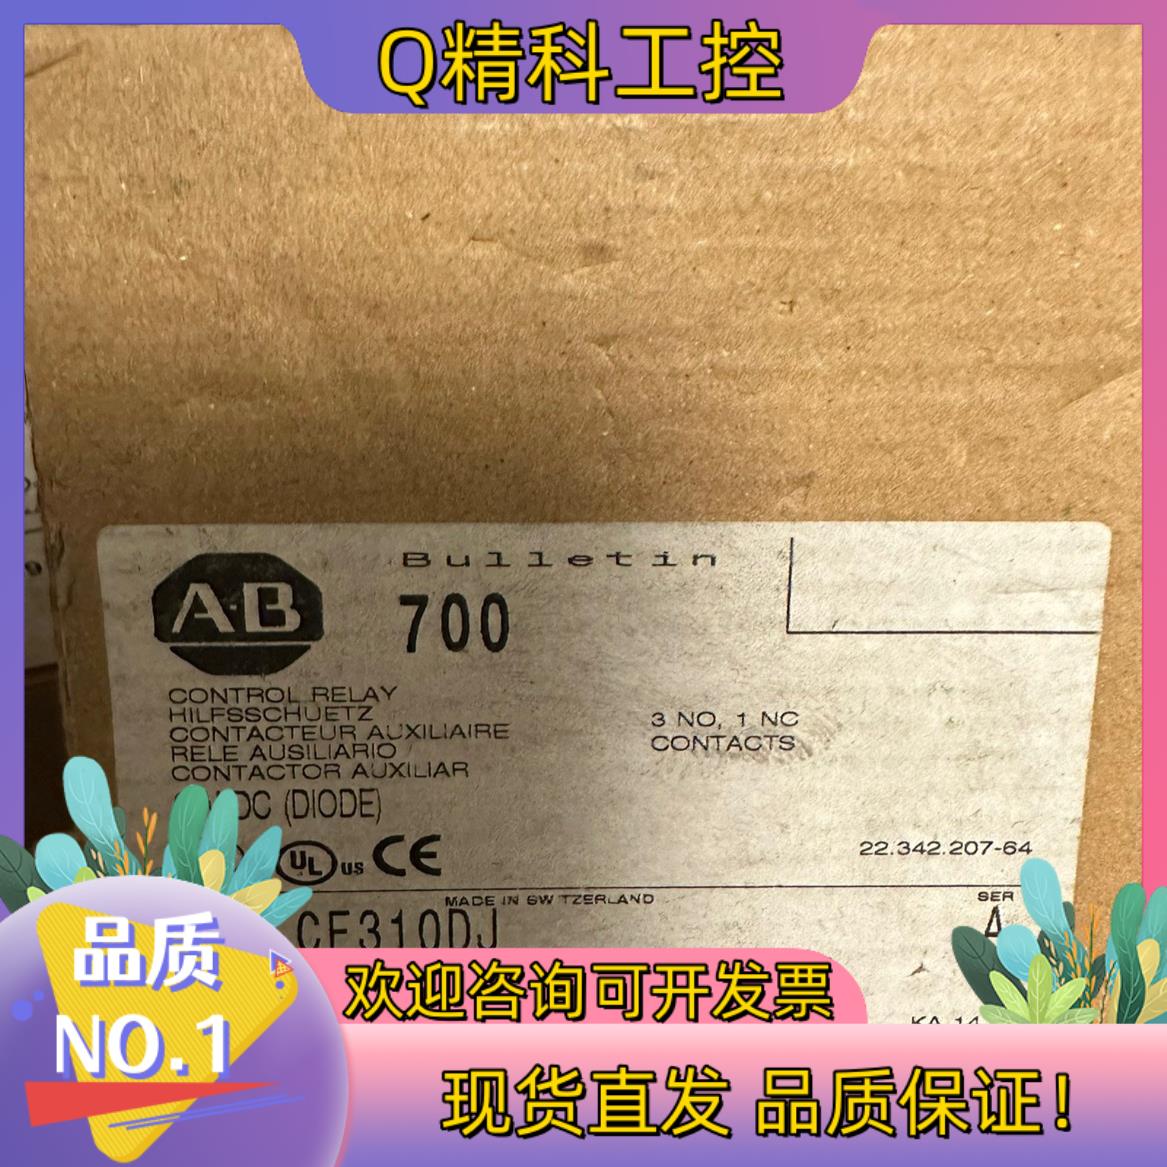 Q精科工控
Bulletin
A-B
700
CONTROL RELAY
HILFSSCHUETZ
CONTACTEUR AUXILIAIRE
RELE AUSILIARIO
CONTACTOR AUXILIAR
3 NO, 1 NC
CONTACTS
DC (DIODE)
UL US CE
22.342.207-64
MADE IN SWITZERLAND
SER
A
CF310DJ
品质
NO.1
欢迎咨询可开发票
现货直发 品质保证！